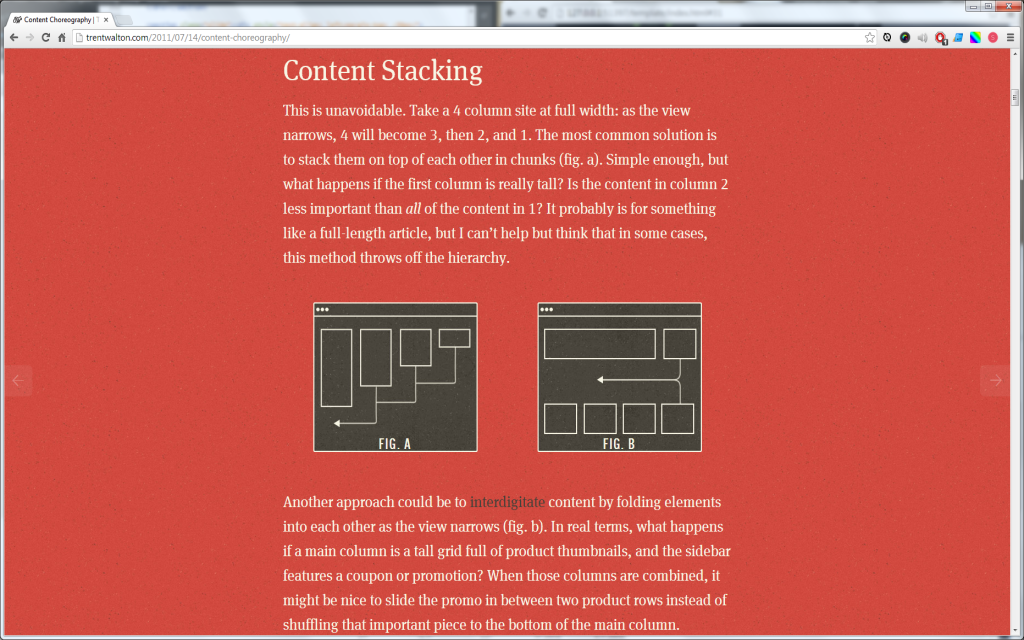 Content Choreography | T
trentwalton.com/2011/07/14/content-choreography/
Content Stacking
This is unavoidable. Take a 4 column site at full width: as the view
narrows, 4 will become 3, then 2, and 1. The most common solution is
to stack them on top of each other in chunks (fig. a). Simple enough, but
what happens if the first column is really tall? Is the content in column 2
less important than all of the content in 1? It probably is for something
like a full-length article, but I can’t help but think that in some cases,
this method throws off the hierarchy.
FIG. A
FIG. B
Another approach could be to interdigitate content by folding elements
into each other as the view narrows (fig. b). In real terms, what happens
if a main column is a tall grid full of product thumbnails, and the sidebar
features a coupon or promotion? When those columns are combined, it
might be nice to slide the promo in between two product rows instead of
shuffling that important piece to the bottom of the main column.